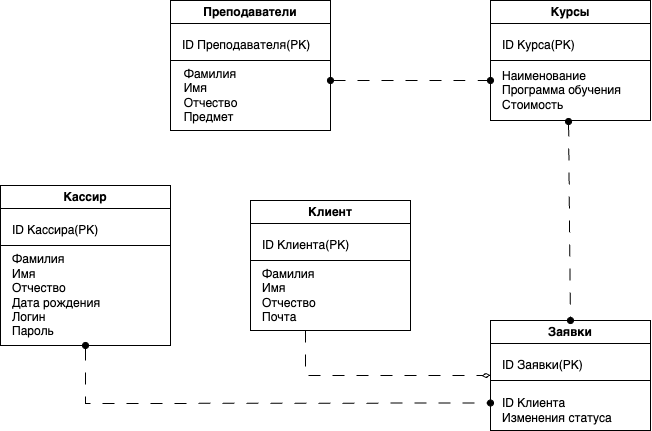 Преподаватели
ID Преподавателя(PK)
Фамилия
Имя
Отчество
Предмет
Курсы
ID Курса(PK)
Наименование
Программа обучения
Стоимость
Кассир
ID Кассира(PK)
Фамилия
Имя
Отчество
Дата рождения
Логин
Пароль
Клиент
ID Клиента(PK)
Фамилия
Имя
Отчество
Почта
Заявки
ID Заявки(PK)
ID Клиента
Изменения статуса